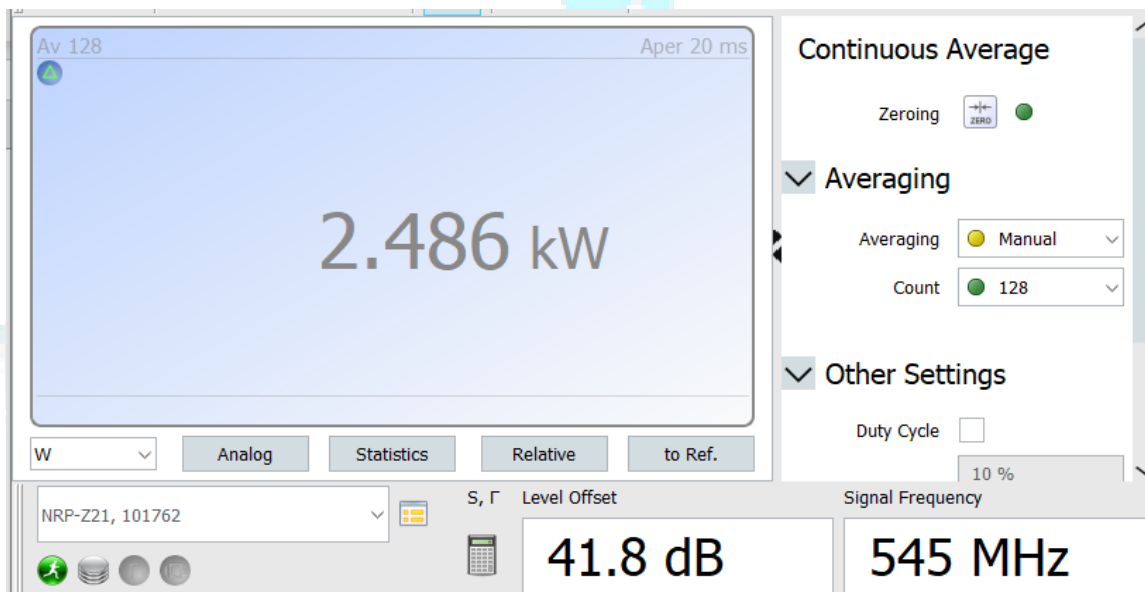 Av 128
Aper 20 ms
2.486 kW
W
Analog
Statistics
Relative
to Ref.
Continuous Average
Zeroing
ZERO
Averaging
Averaging
Manual
Count
128
Other Settings
Duty Cycle
10 %
NRP-Z21, 101762
S, Γ
Level Offset
41.8 dB
Signal Frequency
545 MHz